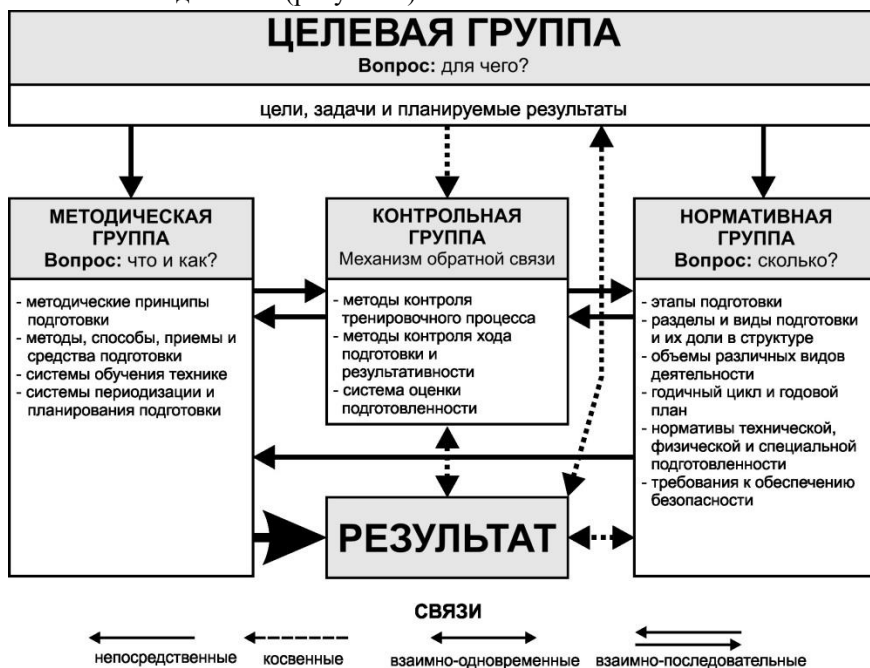 ЦЕЛЕВАЯ ГРУППА
Вопрос: для чего?
цели, задачи и планируемые результаты
МЕТОДИЧЕСКАЯ
ГРУППА
Вопрос: что и как?
- методические принципы
подготовки
- методы, способы, приемы и
средства подготовки
- системы обучения технике
- системы периодизации и
планирования подготовки
КОНТРОЛЬНАЯ
ГРУППА
Механизм обратной связи
- методы контроля
тренировочного процесса
- методы контроля хода
подготовки и
результативности
- система оценки
подготовленности
НОРМАТИВНАЯ
ГРУППА
Вопрос: сколько?
- этапы подготовки
- разделы и виды подготовки
и их доли в структуре
- объемы различных видов
деятельности
- годичный цикл и годовой
план
- нормативы технической,
физической и специальной
подготовленности
- требования к обеспечению
безопасности
РЕЗУЛЬТАТ
СВЯЗИ
непосредственные
косвенные
взаимно-одновременные
взаимно-последовательные